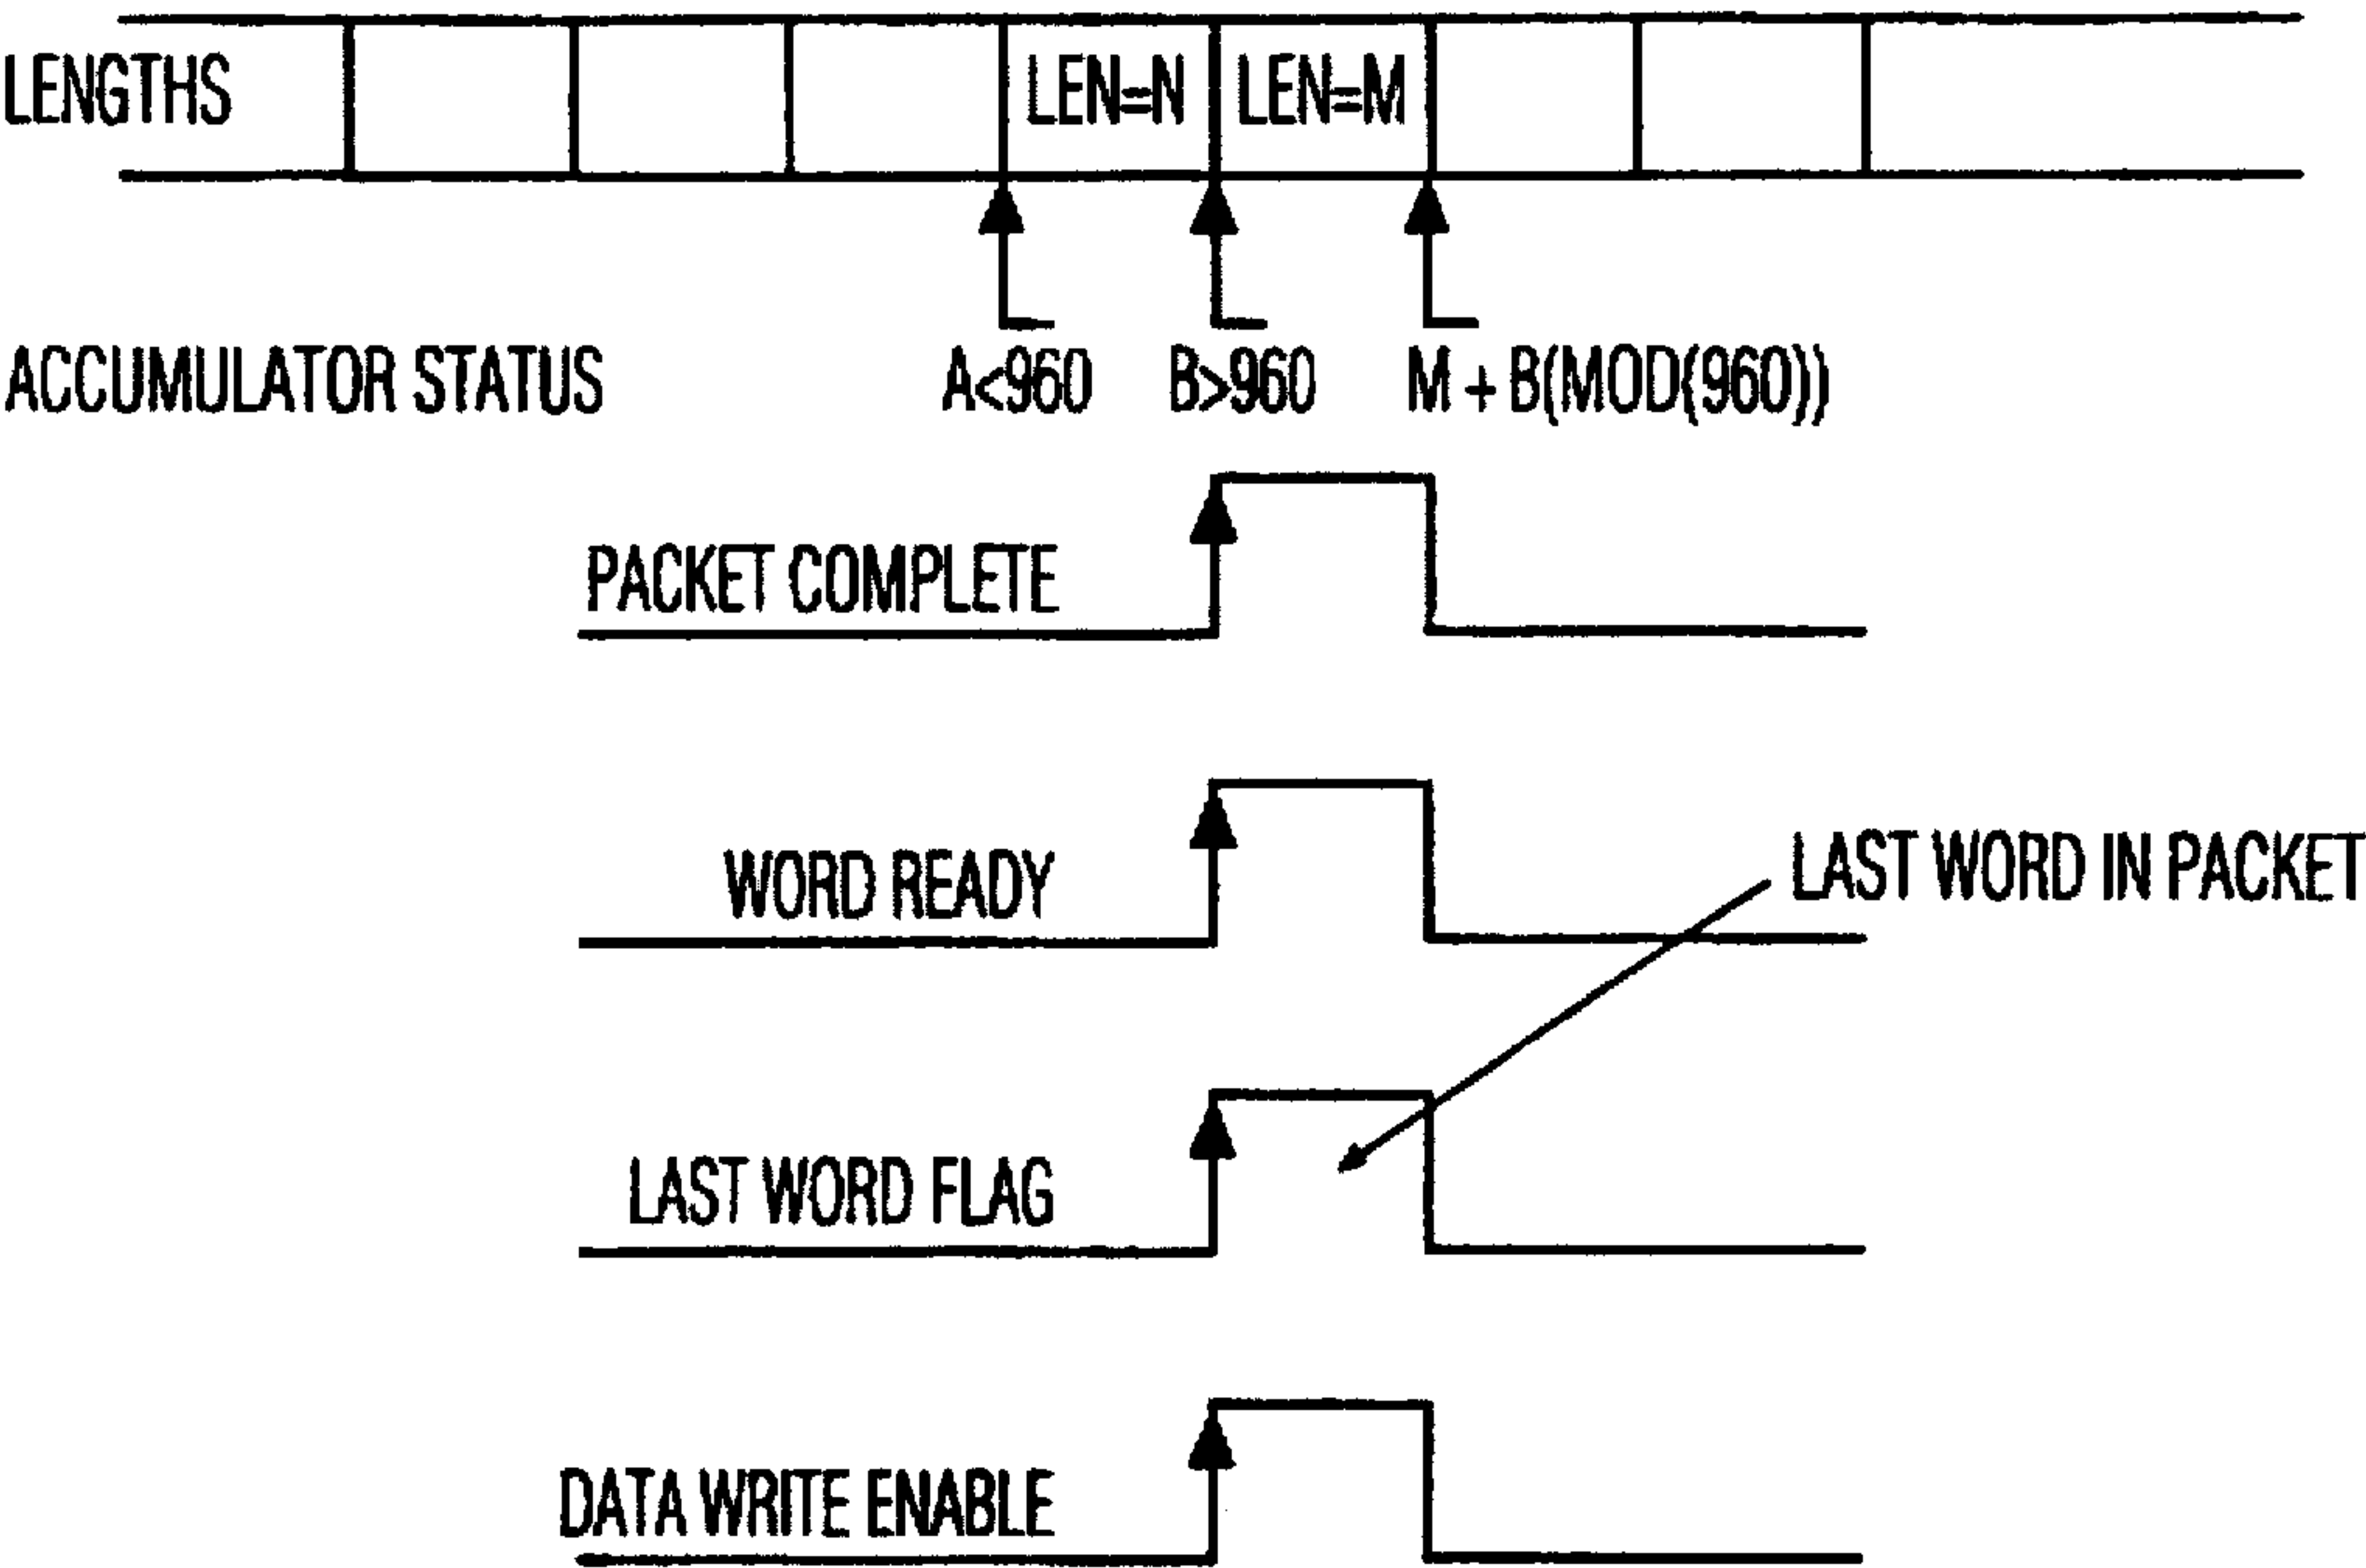 LENGTHS LEN=N LEN=M
ACCUMULATOR STATUS A<960 B>960 M + B(MOD(960))
PACKET COMPLETE
WORD READY
LAST WORD IN PACKET
LAST WORD FLAG
DATA WRITE ENABLE